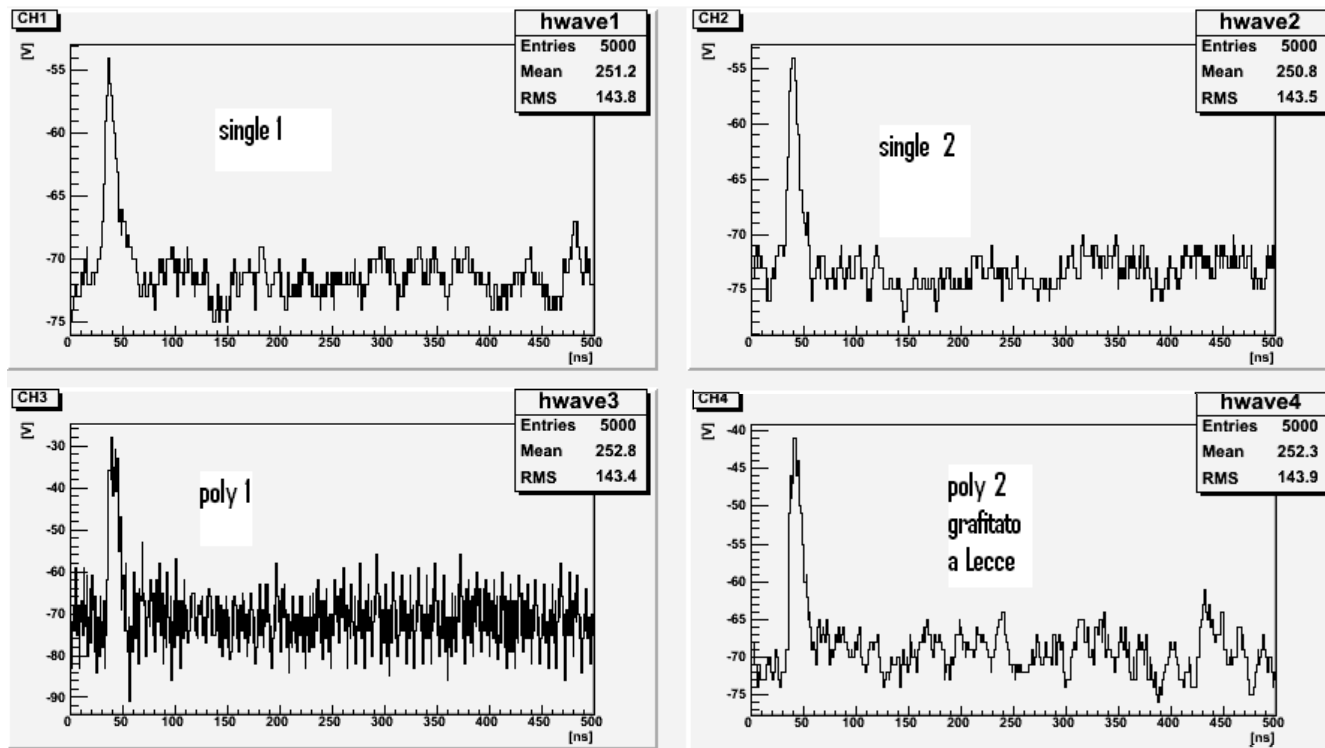 CH1
hwave1
Entries 5000
Mean 251.2
RMS 143.8
[V]
-55
-60
-65
-70
-75
single 1
0 50 100 150 200 250 300 350 400 450 500
[ns]
CH2
hwave2
Entries 5000
Mean 250.8
RMS 143.5
[V]
-55
-60
-65
-70
-75
single 2
0 50 100 150 200 250 300 350 400 450 500
[ns]
CH3
hwave3
Entries 5000
Mean 252.8
RMS 143.4
[V]
-30
-40
-50
-60
-70
-80
-90
poly 1
0 50 100 150 200 250 300 350 400 450 500
[ns]
CH4
hwave4
Entries 5000
Mean 252.3
RMS 143.9
[V]
-40
-45
-50
-55
-60
-65
-70
-75
poly 2
grafitato
a Lecce
0 50 100 150 200 250 300 350 400 450 500
[ns]